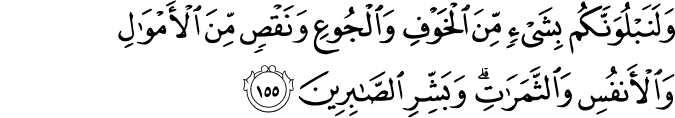 وَلَنَبْلُوَنَّكُم بِشَىْءٍ مِّنَ ٱلْخَوْفِ وَٱلْجُوعِ وَنَقْصٍ مِّنَ ٱلْأَمْوَٰلِ
وَٱلْأَنفُسِ وَٱلثَّمَرَٰتِ ۗ وَبَشِّرِ ٱلصَّٰبِرِينَ ١٥٥